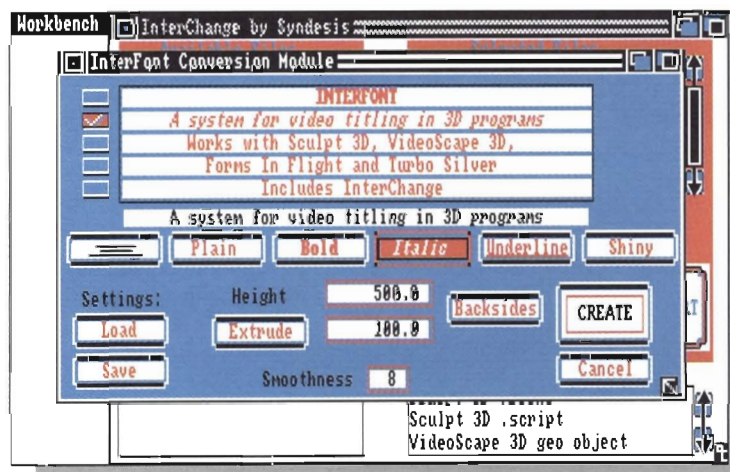 Workbench
InterChange by Syndesis
InterFont Conversion Module
INTERFONT
A system for video titling in 3D programs
Works with Sculpt 3D, VideoScape 3D,
Forms In Flight and Turbo Silver
Includes InterChange
A system for video titling in 3D programs
Plain Bold Italic Underline Shiny
Settings: Height 500.0 Backsides CREATE
Load Extrude 100.0
Save Smoothness 8 Cancel
Sculpt 3D .script
VideoScape 3D geo object